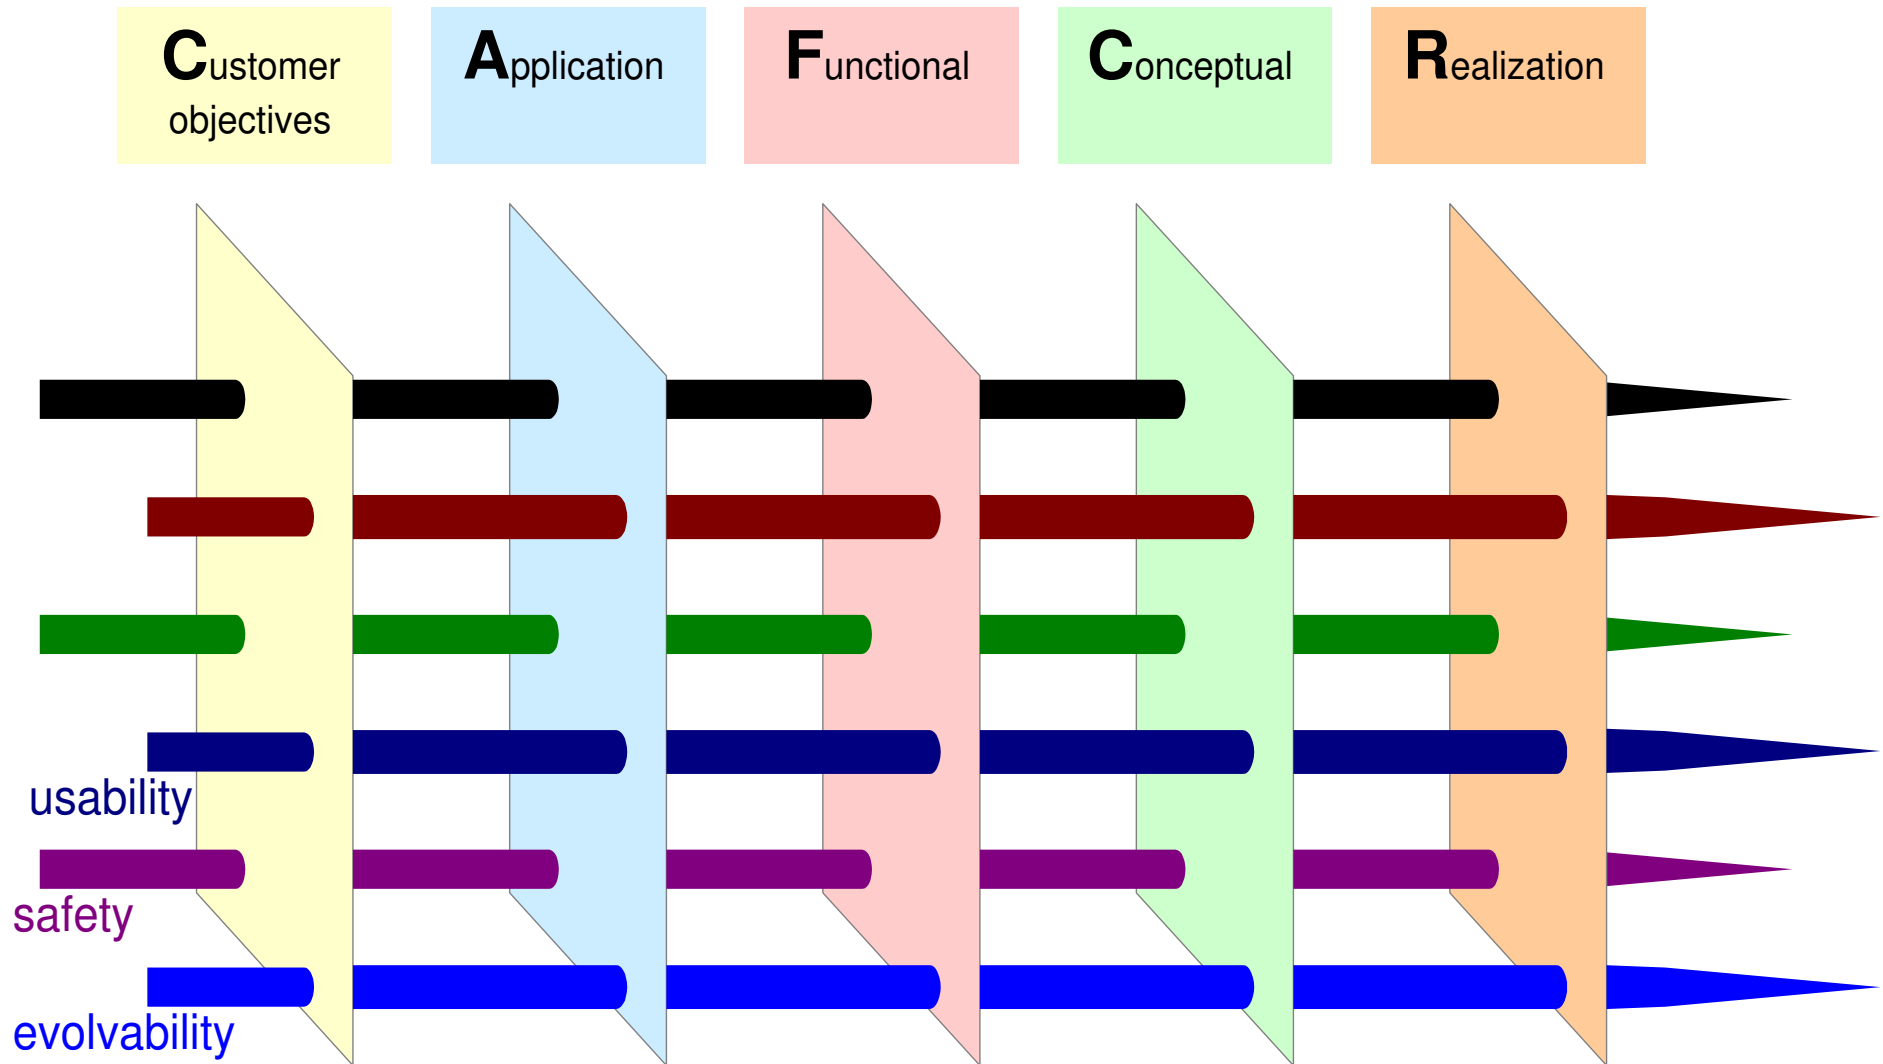 Customer
objectives
Application
Functional
Conceptual
Realization
usability
safety
evolvability